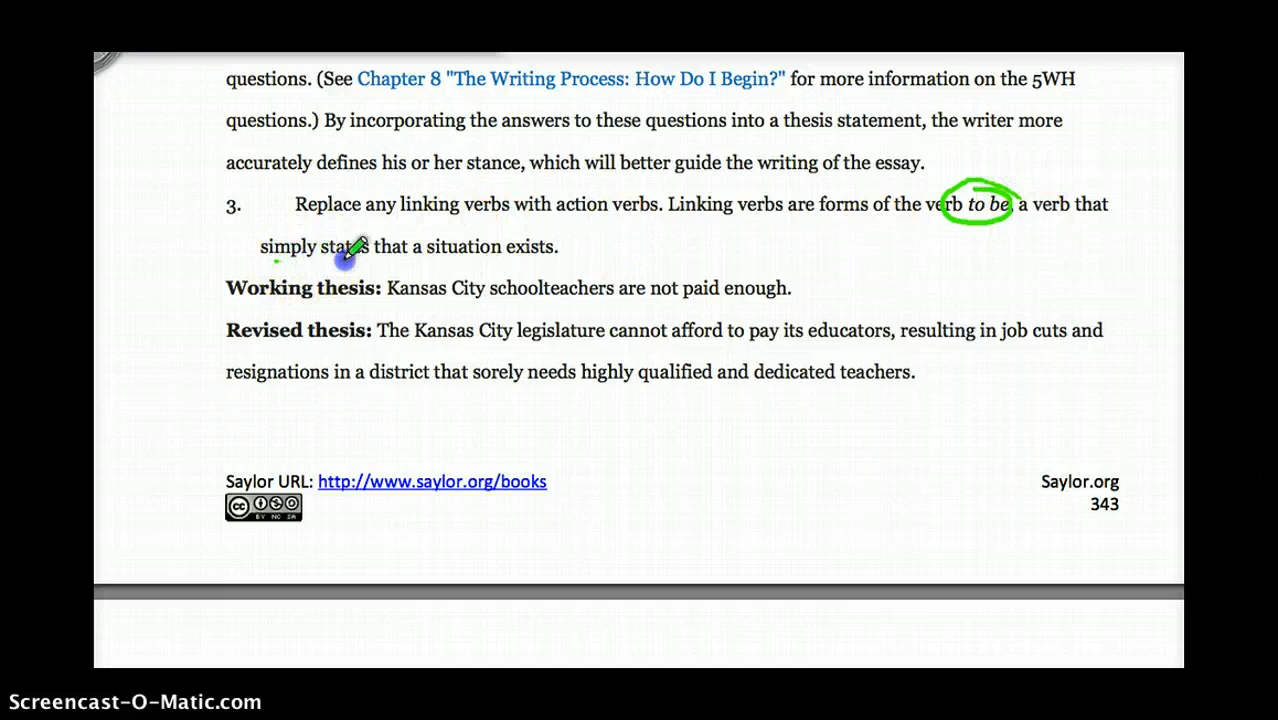 questions. (See Chapter 8 "The Writing Process: How Do I Begin?" for more information on the 5WH
questions.) By incorporating the answers to these questions into a thesis statement, the writer more
accurately defines his or her stance, which will better guide the writing of the essay.
3. Replace any linking verbs with action verbs. Linking verbs are forms of the verb to be, a verb that
simply states that a situation exists.
Working thesis: Kansas City schoolteachers are not paid enough.
Revised thesis: The Kansas City legislature cannot afford to pay its educators, resulting in job cuts and
resignations in a district that sorely needs highly qualified and dedicated teachers.
Saylor URL: http://www.saylor.org/books
Saylor.org
cc BY NC SA
343
Screencast-O-Matic.com